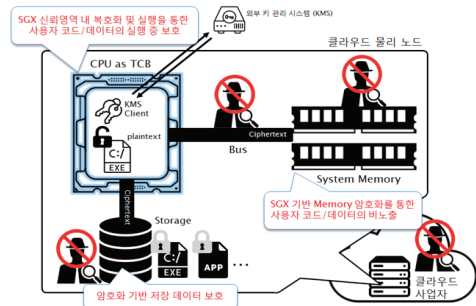 SGX 신뢰영역 내 복호화 및 실행을 통한
사용자 코드/데이터의 실행 중 보호
외부 키 관리 시스템 (KMS)
클라우드 물리 노드
CPU as TCB
KMS
Client
plaintext
C:/
EXE
Ciphertext
Bus
System Memory
Ciphertext
SGX 기반 Memory 암호화를 통한
사용자 코드/데이터의 비노출
Storage
C:/
EXE
APP
...
암호화 기반 저장 데이터 보호
클라우드
사업자